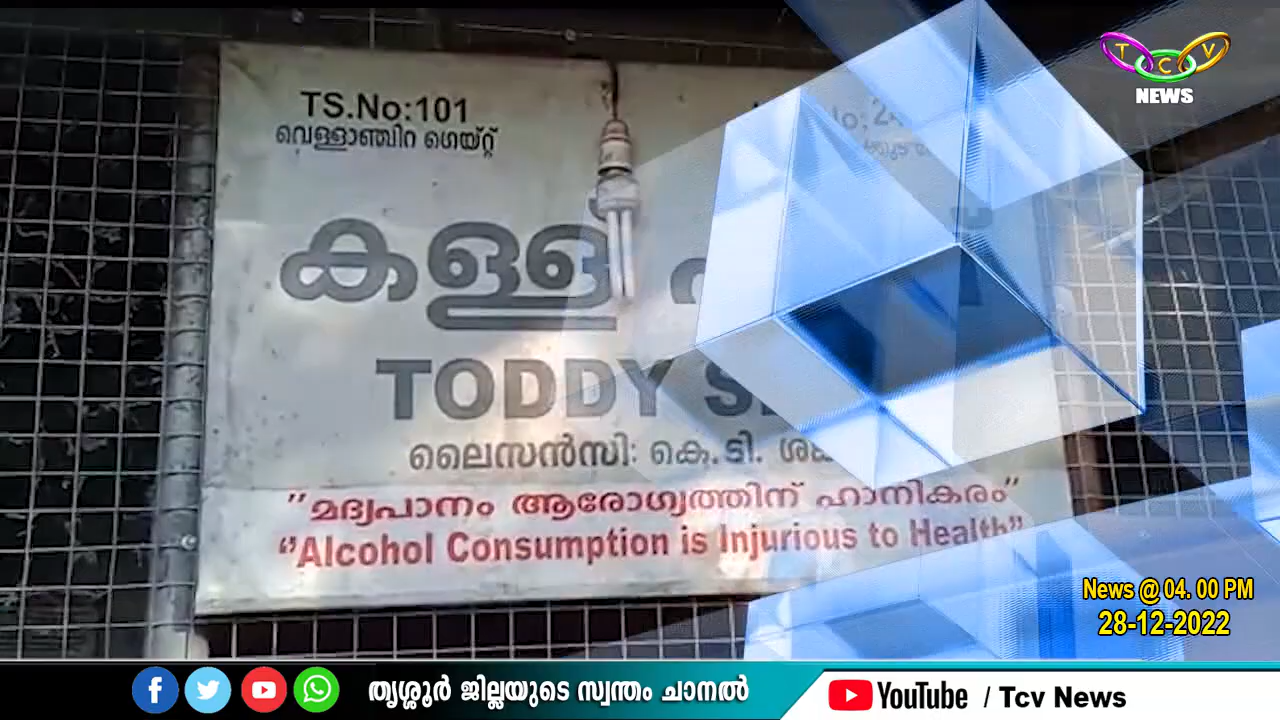 TCV
NEWS
TS.No:101
വെള്ളാഞ്ചിറ ഗെയ്റ്റ്
കള്ള്
TODDY
ലൈസൻസി: കെ.ടി.
"മദ്യപാനം ആരോഗ്യത്തിന് ഹാനികരം"
"Alcohol Consumption is Injurious to Health"
News @ 04. 00 PM
28-12-2022
തൃശ്ശൂർ ജില്ലയുടെ സ്വന്തം ചാനൽ
YouTube / Tcv News